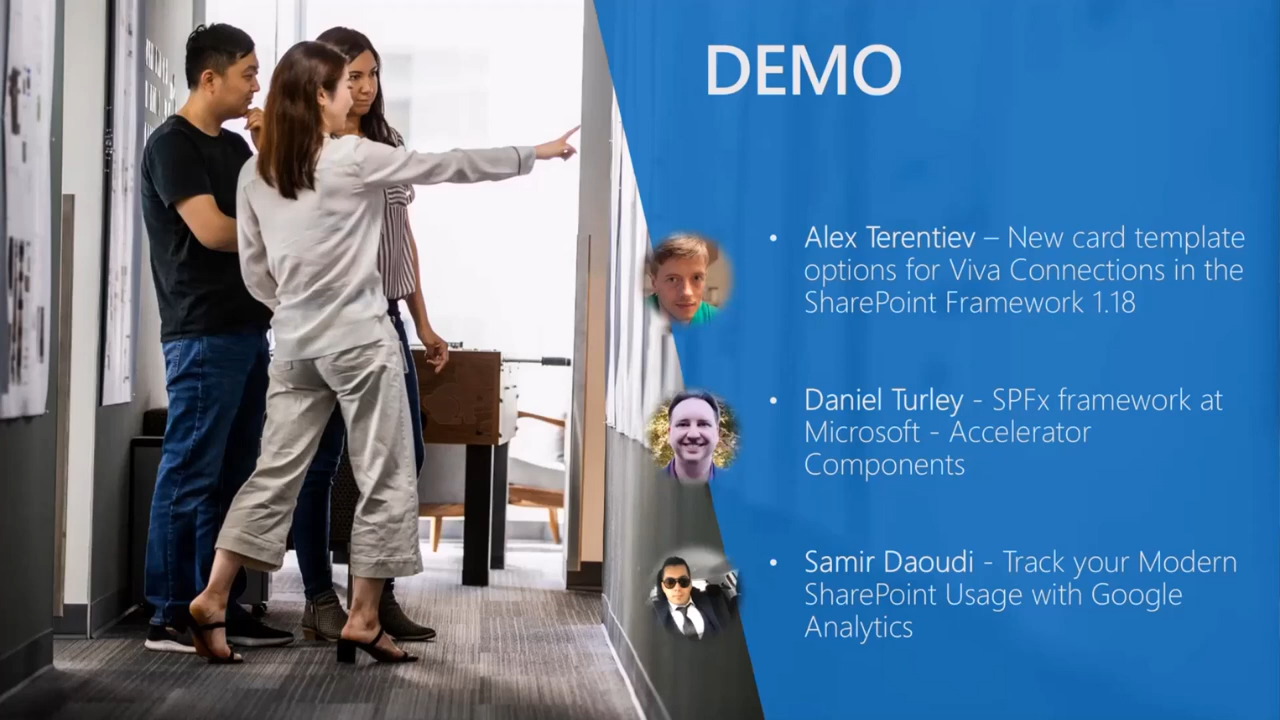 DEMO
• Alex Terentiev – New card template
options for Viva Connections in the
SharePoint Framework 1.18
• Daniel Turley - SPFx framework at
Microsoft - Accelerator
Components
• Samir Daoudi - Track your Modern
SharePoint Usage with Google
Analytics